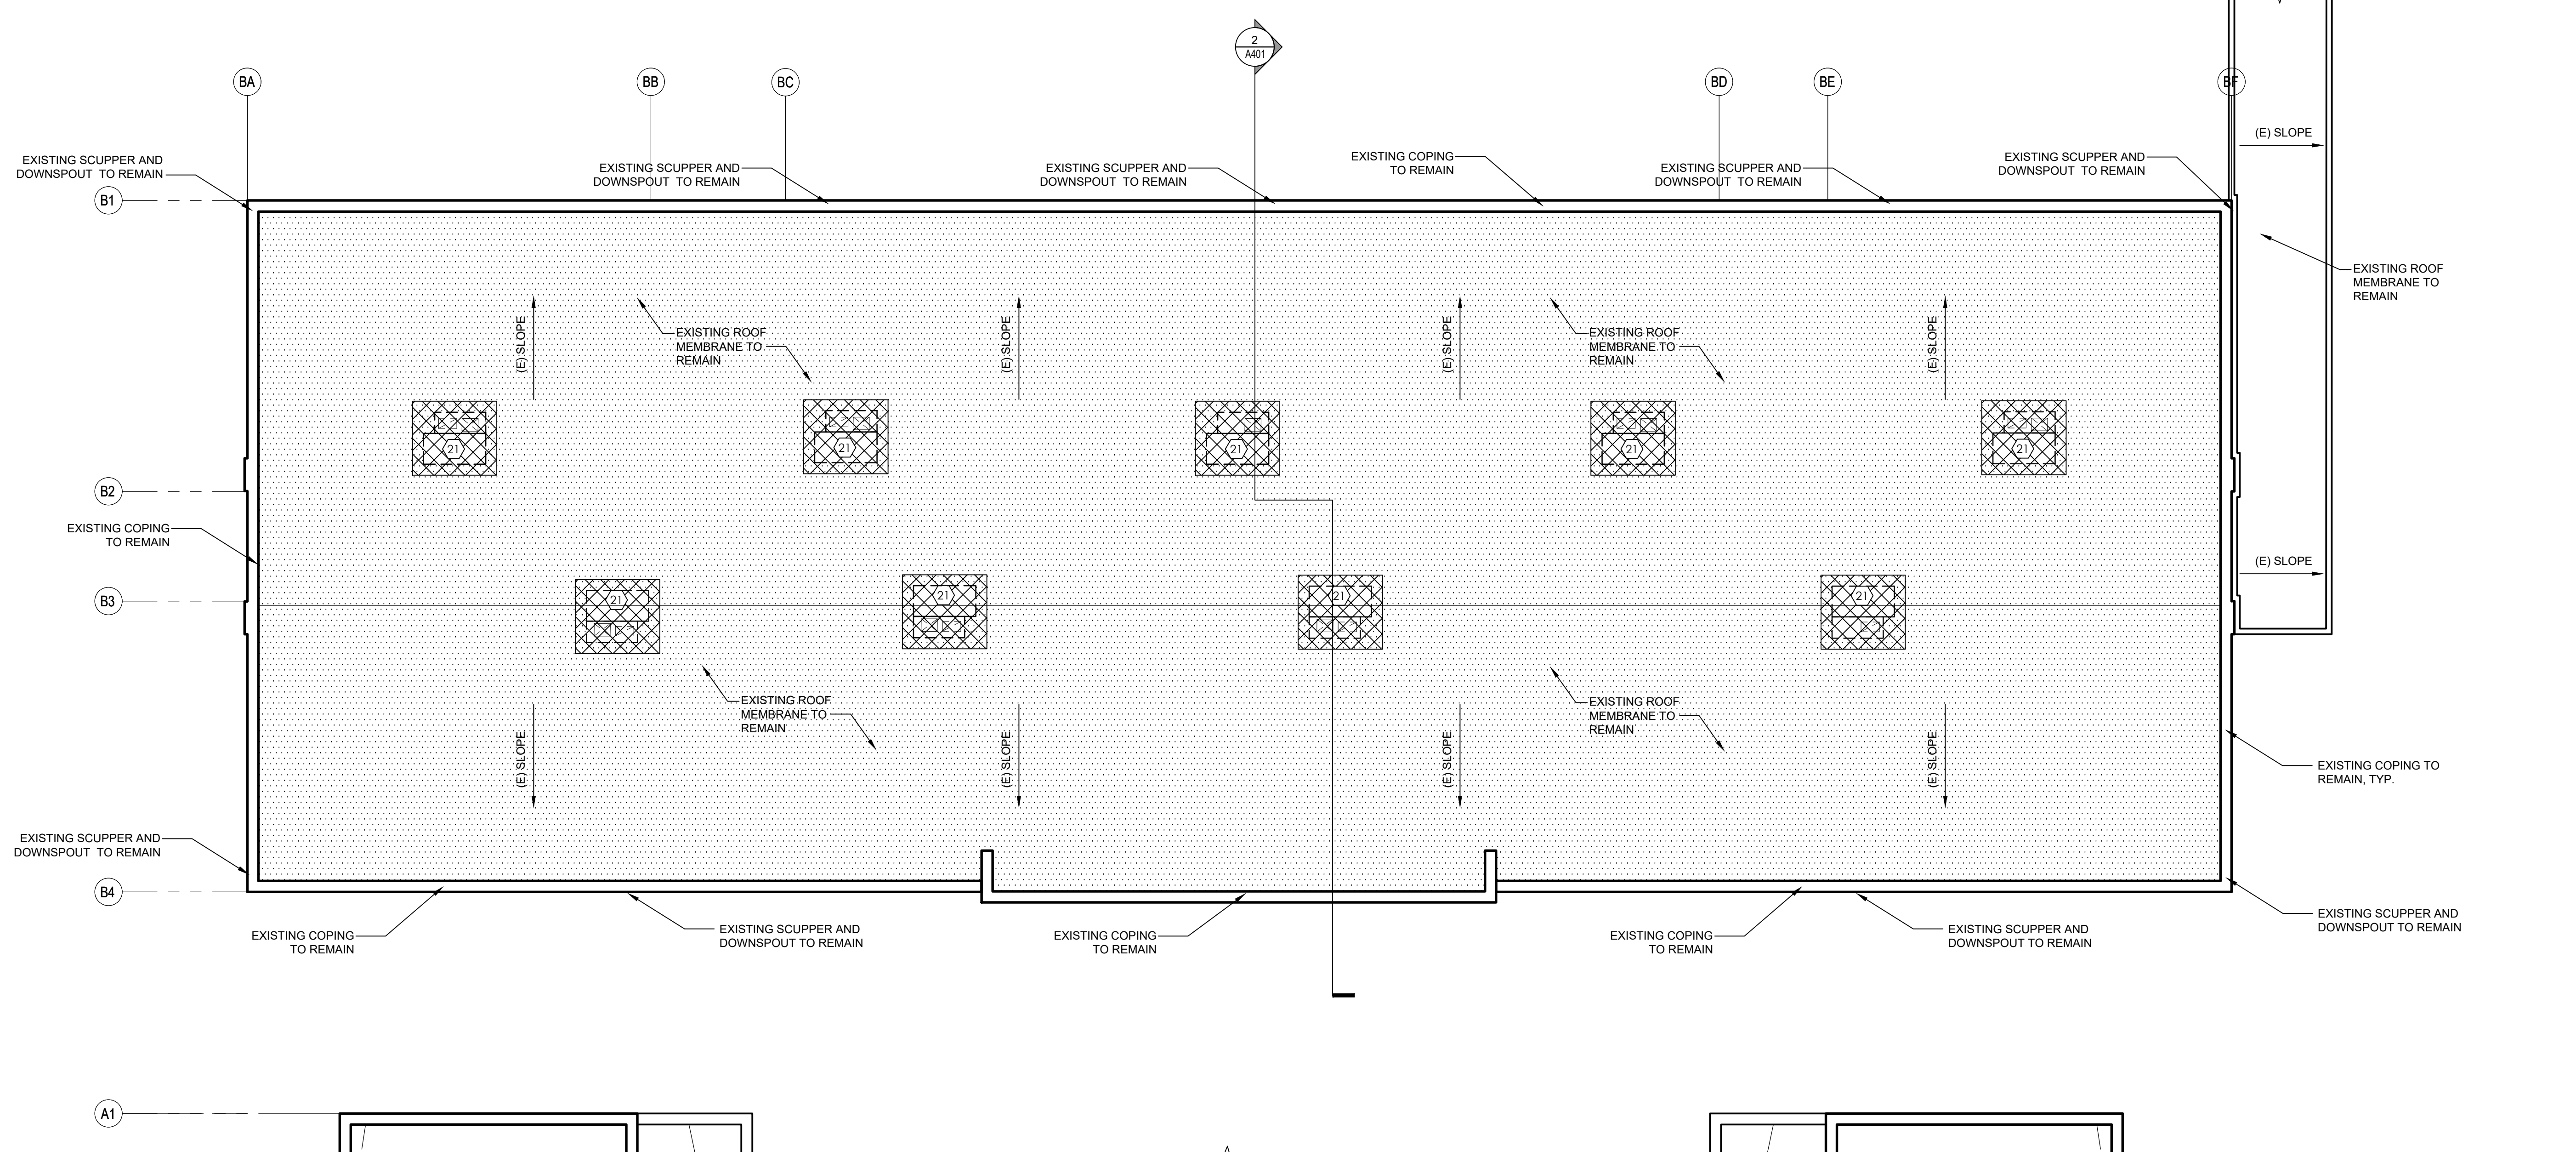 2
A401
BA
BB
BC
BD
BE
BF
(E) SLOPE
EXISTING SCUPPER AND
DOWNSPOUT TO REMAIN
EXISTING SCUPPER AND
DOWNSPOUT TO REMAIN
EXISTING SCUPPER AND
DOWNSPOUT TO REMAIN
EXISTING COPING
TO REMAIN
EXISTING SCUPPER AND
DOWNSPOUT TO REMAIN
EXISTING SCUPPER AND
DOWNSPOUT TO REMAIN
B1
EXISTING ROOF
MEMBRANE TO
REMAIN
(E) SLOPE
EXISTING ROOF
MEMBRANE TO
REMAIN
(E) SLOPE
(E) SLOPE
EXISTING ROOF
MEMBRANE TO
REMAIN
(E) SLOPE
21
21
21
21
21
B2
EXISTING COPING
TO REMAIN
(E) SLOPE
B3
21
21
21
21
EXISTING ROOF
MEMBRANE TO
REMAIN
EXISTING ROOF
MEMBRANE TO
REMAIN
(E) SLOPE
(E) SLOPE
(E) SLOPE
(E) SLOPE
EXISTING COPING TO
REMAIN, TYP.
EXISTING SCUPPER AND
DOWNSPOUT TO REMAIN
B4
EXISTING COPING
TO REMAIN
EXISTING SCUPPER AND
DOWNSPOUT TO REMAIN
EXISTING COPING
TO REMAIN
EXISTING COPING
TO REMAIN
EXISTING SCUPPER AND
DOWNSPOUT TO REMAIN
EXISTING SCUPPER AND
DOWNSPOUT TO REMAIN
A1